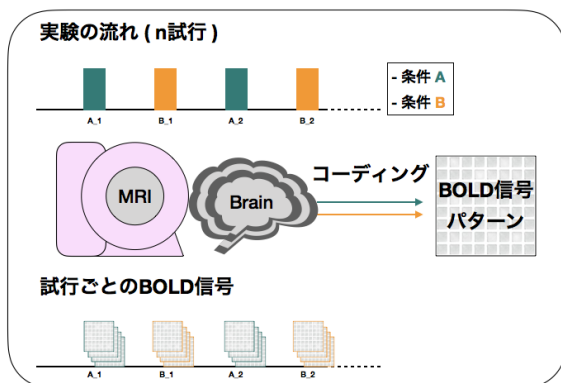 実験の流れ ( n試行 )
- 条件 A
- 条件 B
A_1 B_1 A_2 B_2
MRI
Brain
コーディング
BOLD信号
パターン
試行ごとのBOLD信号
A_1 B_1 A_2 B_2